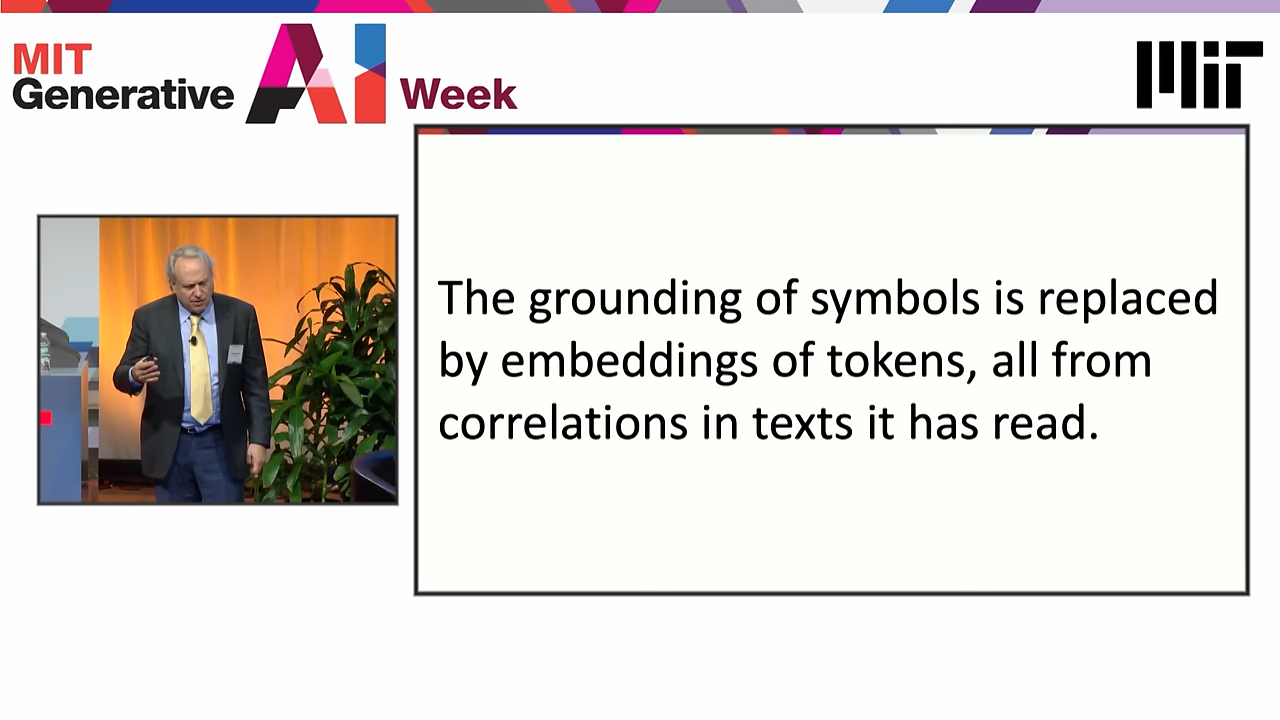 MIT
Generative AI Week
MIT
The grounding of symbols is replaced
by embeddings of tokens, all from
correlations in texts it has read.